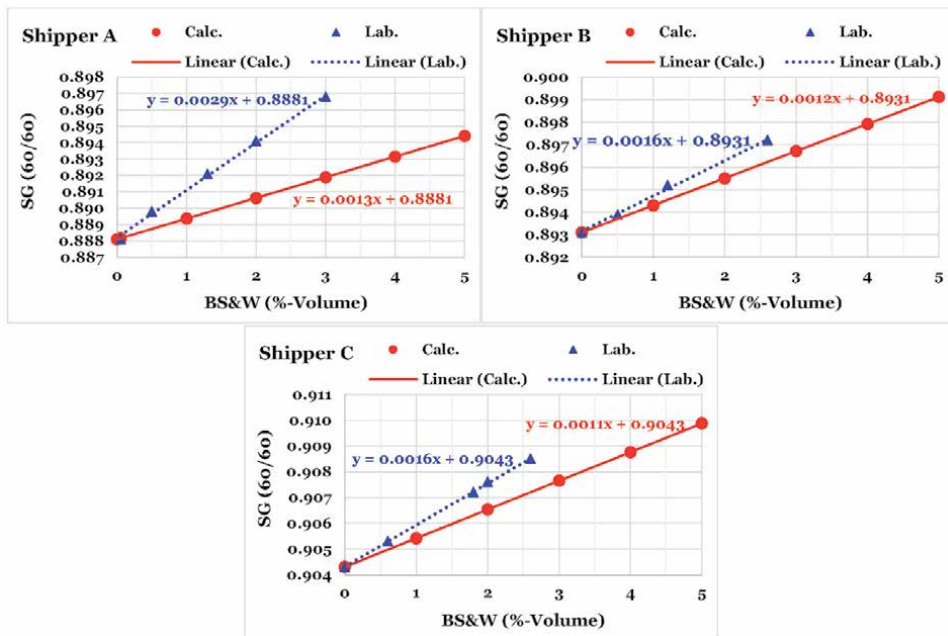 Shipper A
Calc.
Lab.
Linear (Calc.)
Linear (Lab.)
0.898
0.897
0.896
0.895
0.894
0.893
0.892
0.891
0.890
0.889
0.888
0.887
SG (60/60)
y = 0.0029x + 0.8881
y = 0.0013x + 0.8881
0 1 2 3 4 5
BS&W (%-Volume)
Shipper B
Calc.
Lab.
Linear (Calc.)
Linear (Lab.)
0.900
0.899
0.898
0.897
0.896
0.895
0.894
0.893
0.892
SG (60/60)
y = 0.0012x + 0.8931
y = 0.0016x + 0.8931
0 1 2 3 4 5
BS&W (%-Volume)
Shipper C
Calc.
Lab.
Linear (Calc.)
Linear (Lab.)
0.911
0.910
0.909
0.908
0.907
0.906
0.905
0.904
SG (60/60)
y = 0.0011x + 0.9043
y = 0.0016x + 0.9043
0 1 2 3 4 5
BS&W (%-Volume)